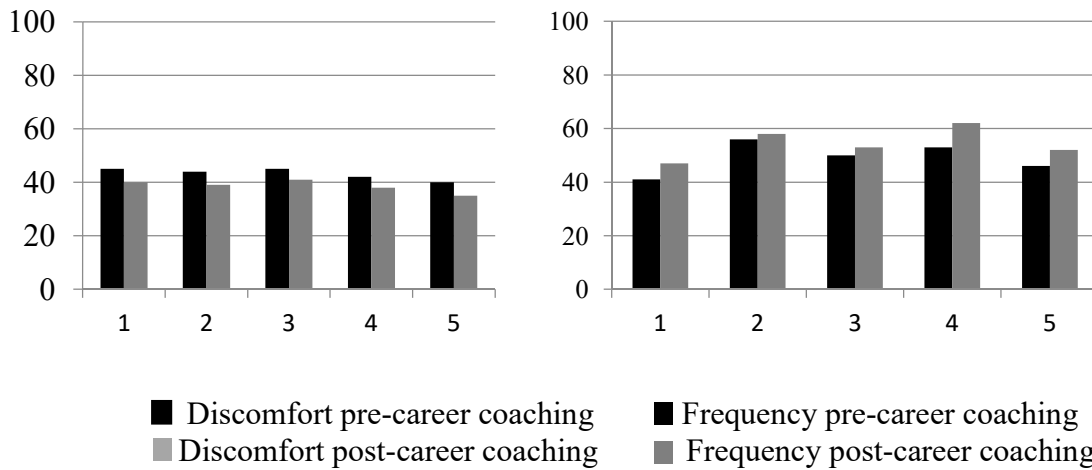 100
80
60
40
20
0
1 2 3 4 5
100
80
60
40
20
0
1 2 3 4 5
Discomfort pre-career coaching
Discomfort post-career coaching
Frequency pre-career coaching
Frequency post-career coaching